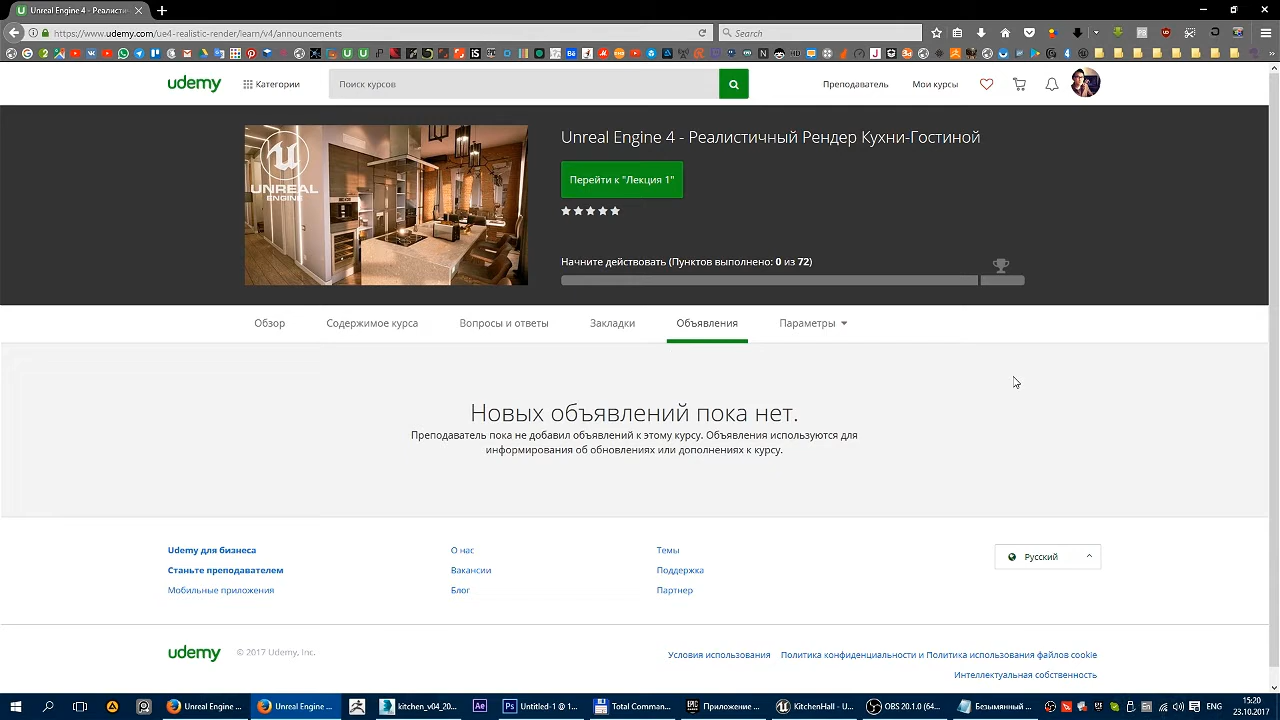 Unreal Engine 4 - Реалисти
https://www.udemy.com/ue4-realistic-render/learn/v4/announcements
Search
udemy
Категории
Поиск курсов
Преподаватель
Мои курсы
UNREAL
ENGINE
Unreal Engine 4 - Реалистичный Рендер Кухни-Гостиной
Перейти к "Лекция 1"
Начните действовать (Пунктов выполнено: 0 из 72)
Обзор
Содержимое курса
Вопросы и ответы
Закладки
Объявления
Параметры
Новых объявлений пока нет.
Преподаватель пока не добавил объявлений к этому курсу. Объявления используются для
информирования об обновлениях или дополнениях к курсу.
Udemy для бизнеса
О нас
Темы
Русский
Станьте преподавателем
Вакансии
Поддержка
Мобильные приложения
Блог
Партнер
udemy
© 2017 Udemy, Inc.
Условия использования
Политика конфиденциальности и Политика использования файлов cookie
Интеллектуальная собственность
Unreal Engine ...
Unreal Engine ...
kitchen_v04_20...
Untitled-1 @ 1...
Total Comman...
Приложение ...
KitchenHall - U...
OBS 20.1.0 (64...
Безымянный ...
ENG
15:20
23.10.2017